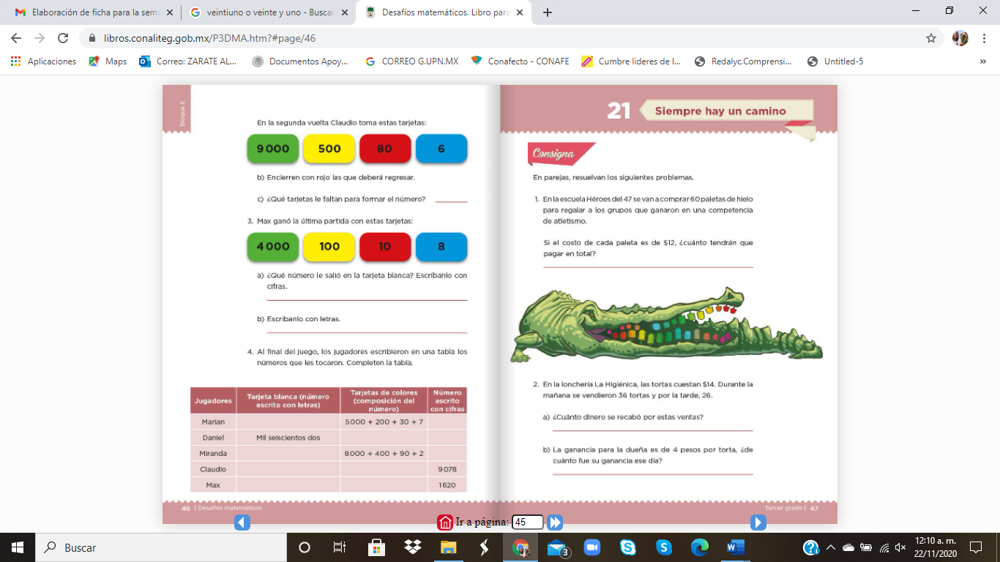 Elaboración de ficha para la sema
veintiuno o veinte y uno - Buscar
Desafíos matemáticos. Libro para
libros.conaliteg.gob.mx/P3DMA.htm?#page/46
Aplicaciones
Maps
Correo: ZARATE AL...
Documentos Apoy...
CORREO G.UPN.MX
Conafecto - CONAFE
Cumbre lideres de l...
Redalyc.Comprensi...
Untitled-5
»
Bloque II
En la segunda vuelta Claudio toma estas tarjetas:
9 000 500 80 6
b) Encierren con rojo las que deberá regresar.
c) ¿Qué tarjetas le faltan para formar el número?
3. Max ganó la última partida con estas tarjetas:
4 000 100 10 8
a) ¿Qué número le salió en la tarjeta blanca? Escríbanlo con
cifras.
b) Escríbanlo con letras.
4. Al final del juego, los jugadores escribieron en una tabla los
números que les tocaron. Completen la tabla.
Jugadores
Tarjeta blanca (número
escrito con letras)
Tarjetas de colores
(composición del
número)
Número
escrito
con cifras
Marian 5 000 + 200 + 30 + 7
Daniel Mil seiscientos dos
Miranda 8 000 + 400 + 90 + 2
Claudio 9 078
Max 1 620
46 | Desafíos matemáticos
21 Siempre hay un camino
Consigna
En parejas, resuelvan los siguientes problemas.
1. En la escuela Héroes del 47 se van a comprar 60 paletas de hielo
para regalar a los grupos que ganaron en una competencia
de atletismo.
Si el costo de cada paleta es de $12, ¿cuánto tendrán que
pagar en total?
2. En la lonchería La Higiénica, las tortas cuestan $14. Durante la
mañana se vendieron 36 tortas y por la tarde, 26.
a) ¿Cuánto dinero se recabó por estas ventas?
b) La ganancia para la dueña es de 4 pesos por torta, ¿de
cuánto fue su ganancia ese día?
Tercer grado | 47
Ir a página: 45
Buscar
3
12:10 a. m.
22/11/2020